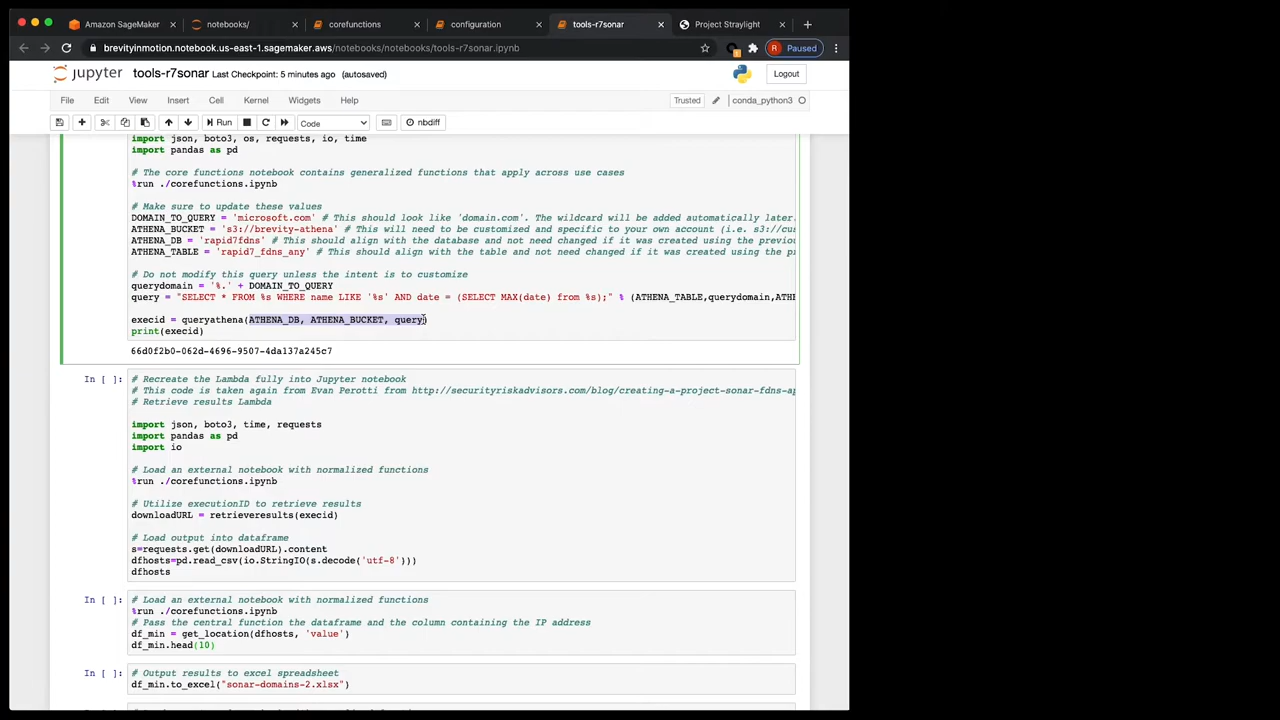 Amazon SageMaker
notebooks/
corefunctions
configuration
tools-r7sonar
Project Straylight
brevityinmotion.notebook.us-east-1.sagemaker.aws/notebooks/notebooks/tools-r7sonar.ipynb
R Paused
jupyter tools-r7sonar Last Checkpoint: 5 minutes ago (autosaved)
Logout
File Edit View Insert Cell Kernel Widgets Help
Trusted conda_python3
Run Code nbdiff
import json, boto3, os, requests, io, time
import pandas as pd
# The core functions notebook contains generalized functions that apply across use cases
%run ./corefunctions.ipynb
# Make sure to update these values
DOMAIN_TO_QUERY = 'microsoft.com' # This should look like 'domain.com'. The wildcard will be added automatically later.
ATHENA_BUCKET = 's3://brevity-athena' # This will need to be customized and specific to your own account (i.e. s3://cus
ATHENA_DB = 'rapid7fdns' # This should align with the database and not need changed if it was created using the previou
ATHENA_TABLE = 'rapid7_fdns_any' # This should align with the table and not need changed if it was created using the pr
# Do not modify this query unless the intent is to customize
querydomain = '%.' + DOMAIN_TO_QUERY
query = "SELECT * FROM %s WHERE name LIKE '%s' AND date = (SELECT MAX(date) from %s);" % (ATHENA_TABLE,querydomain,ATHE
execid = queryathena(ATHENA_DB, ATHENA_BUCKET, query)
print(execid)
66d0f2b0-062d-4696-9507-4da137a245c7
In [ ]: # Recreate the Lambda fully into Jupyter notebook
# This code is taken again from Evan Perotti from http://securityriskadvisors.com/blog/creating-a-project-sonar-fdns-ap
# Retrieve results Lambda
import json, boto3, time, requests
import pandas as pd
import io
# Load an external notebook with normalized functions
%run ./corefunctions.ipynb
# Utilize executionID to retrieve results
downloadURL = retrieveresults(execid)
# Load output into dataframe
s=requests.get(downloadURL).content
dfhosts=pd.read_csv(io.StringIO(s.decode('utf-8')))
dfhosts
In [ ]: # Load an external notebook with normalized functions
%run ./corefunctions.ipynb
# Pass the central function the dataframe and the column containing the IP address
df_min = get_location(dfhosts, 'value')
df_min.head(10)
In [ ]: # Output results to excel spreadsheet
df_min.to_excel("sonar-domains-2.xlsx")